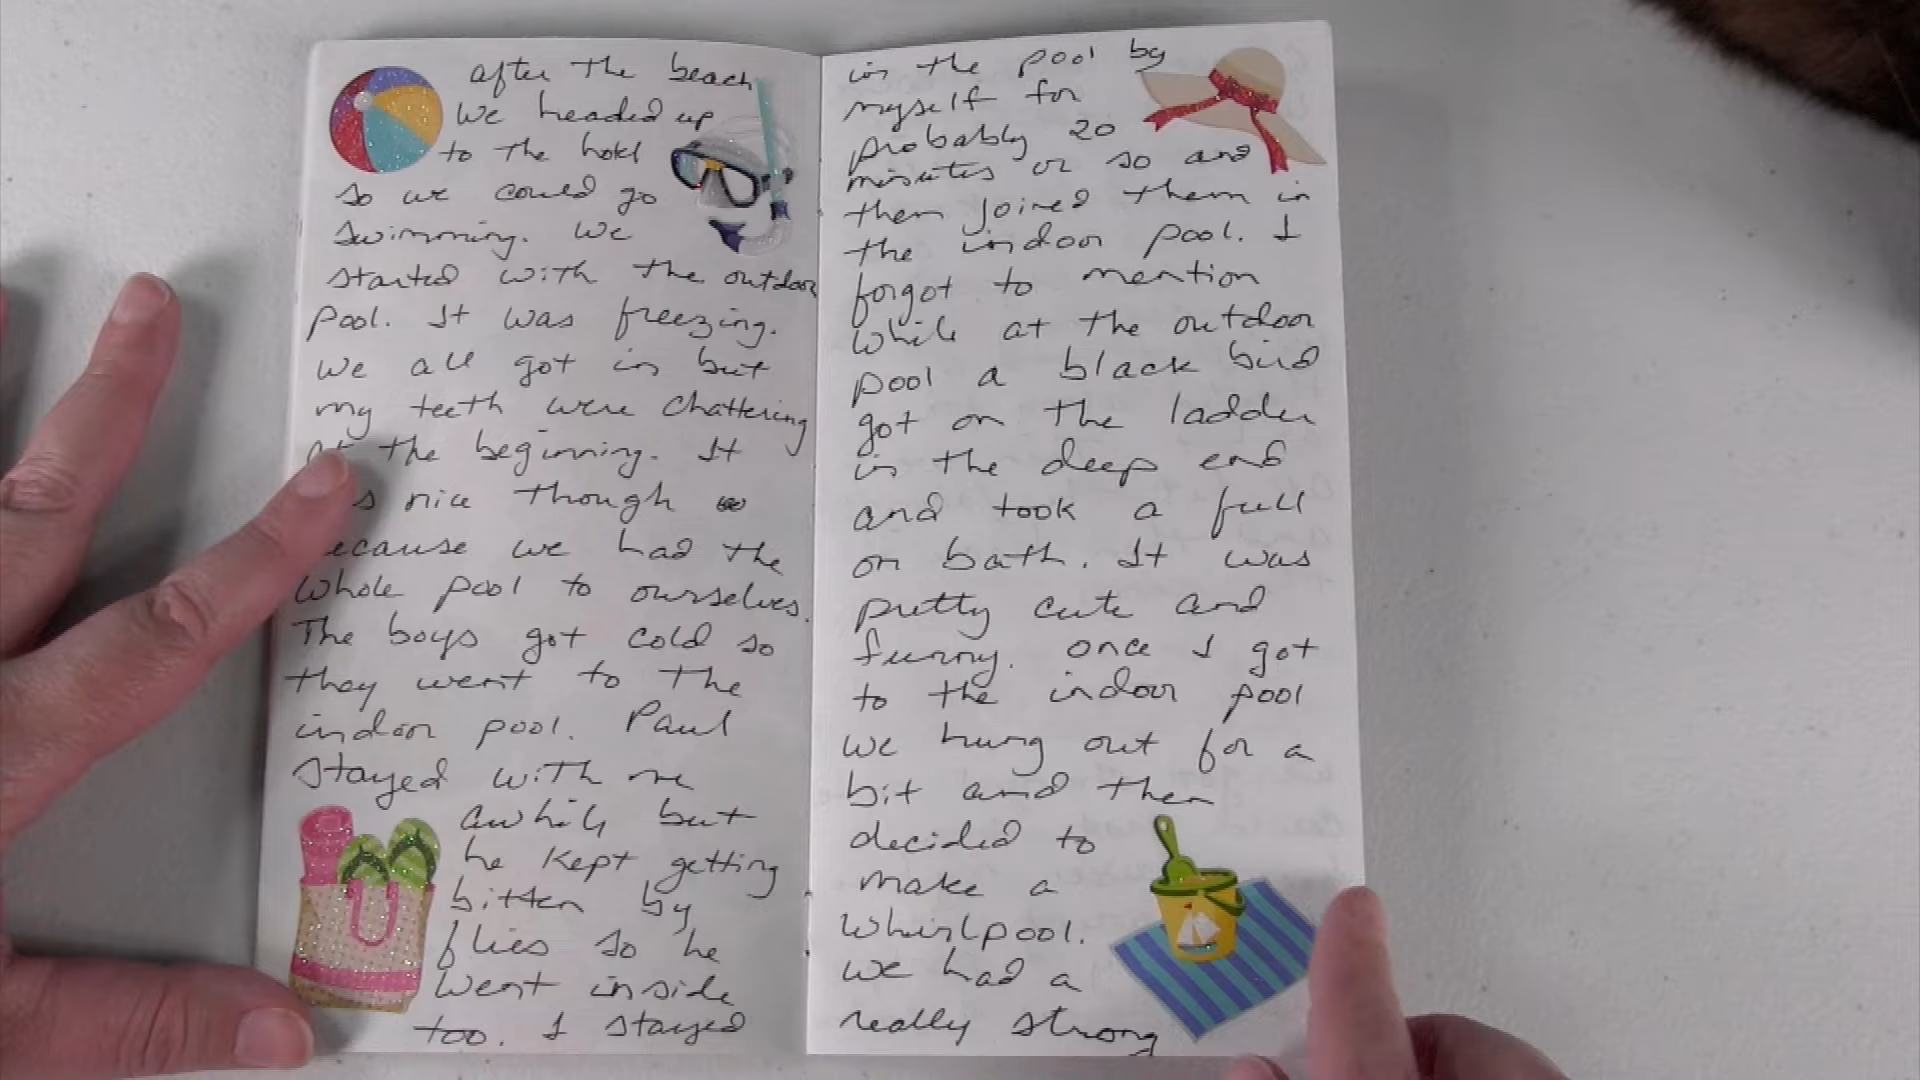 after the beach
We headed up
to the hotel
so we could go
swimming. We
started with the outdoor
pool. It was freezing.
We all got in but
my teeth were chattering
at the beginning. It
s nice though
ecause we had the
whole pool to ourselves.
The boys got cold so
they went to the
indoor pool. Paul
stayed with me
awhile but
he kept getting
bitten by
flies so he
went inside
too. I stayed
in the pool by
myself for
probably 20
minutes or so and
then joined them in
the indoor pool. I
forgot to mention
while at the outdoor
pool a black bird
got on the ladder
in the deep end
and took a full
on bath. It was
pretty cute and
funny. Once I got
to the indoor pool
we hung out for a
bit and then
decided to
make a
whirlpool.
we had a
really strong